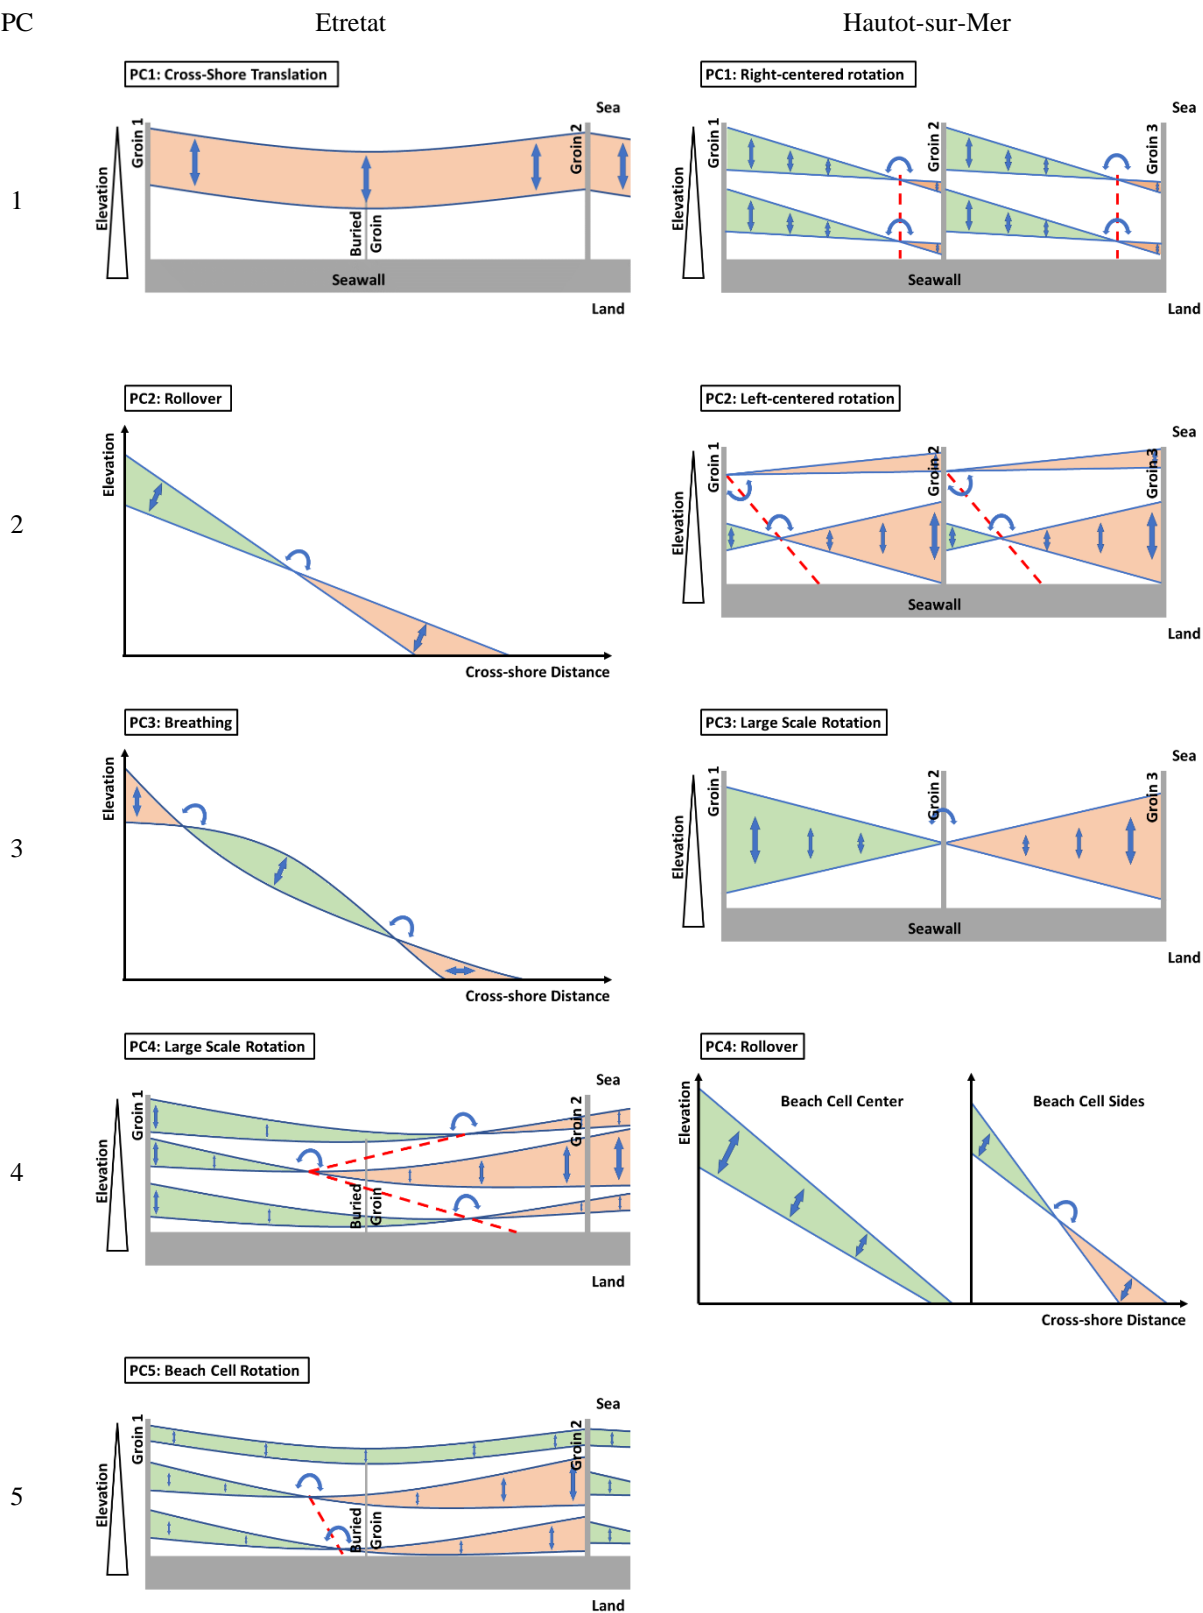 PC Etretat Hautot-sur-Mer
1
PC1: Cross-Shore Translation
Sea
Groin 1
Groin 2
Elevation
Buried
Groin
Seawall
Land
PC1: Right-centered rotation
Sea
Groin 1
Groin 2
Groin 3
Elevation
Seawall
Land
2
PC2: Rollover
Elevation
Cross-shore Distance
PC2: Left-centered rotation
Sea
Groin 1
Groin 2
Groin 3
Elevation
Seawall
Land
3
PC3: Breathing
Elevation
Cross-shore Distance
PC3: Large Scale Rotation
Sea
Groin 1
Groin 2
Groin 3
Elevation
Seawall
Land
4
PC4: Large Scale Rotation
Sea
Groin 1
Groin 2
Elevation
Buried
Groin
Land
PC4: Rollover
Elevation
Beach Cell Center
Beach Cell Sides
Cross-shore Distance
5
PC5: Beach Cell Rotation
Sea
Groin 1
Groin 2
Elevation
Buried
Groin
Land